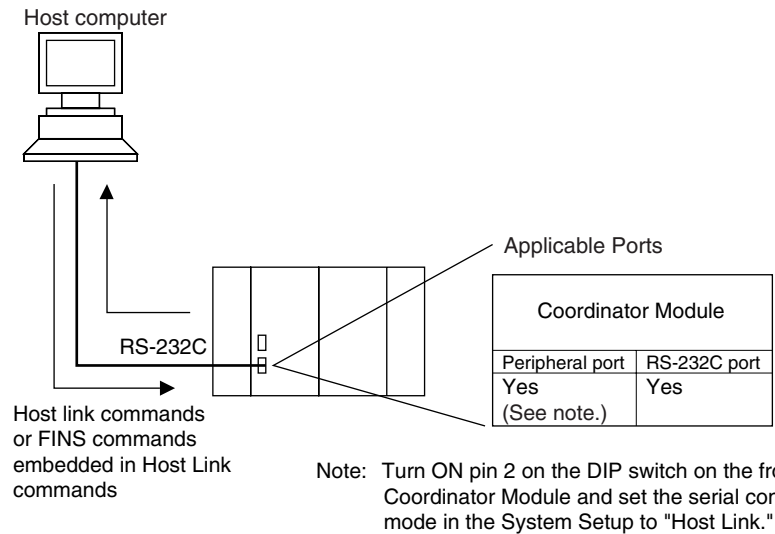 Host computer
Applicable Ports
Coordinator Module
Peripheral port RS-232C port
Yes Yes
(See note.)
RS-232C
Host link commands
or FINS commands
embedded in Host Link
commands
Note: Turn ON pin 2 on the DIP switch on the
Coordinator Module and set the serial
mode in the System Setup to "Host Link."